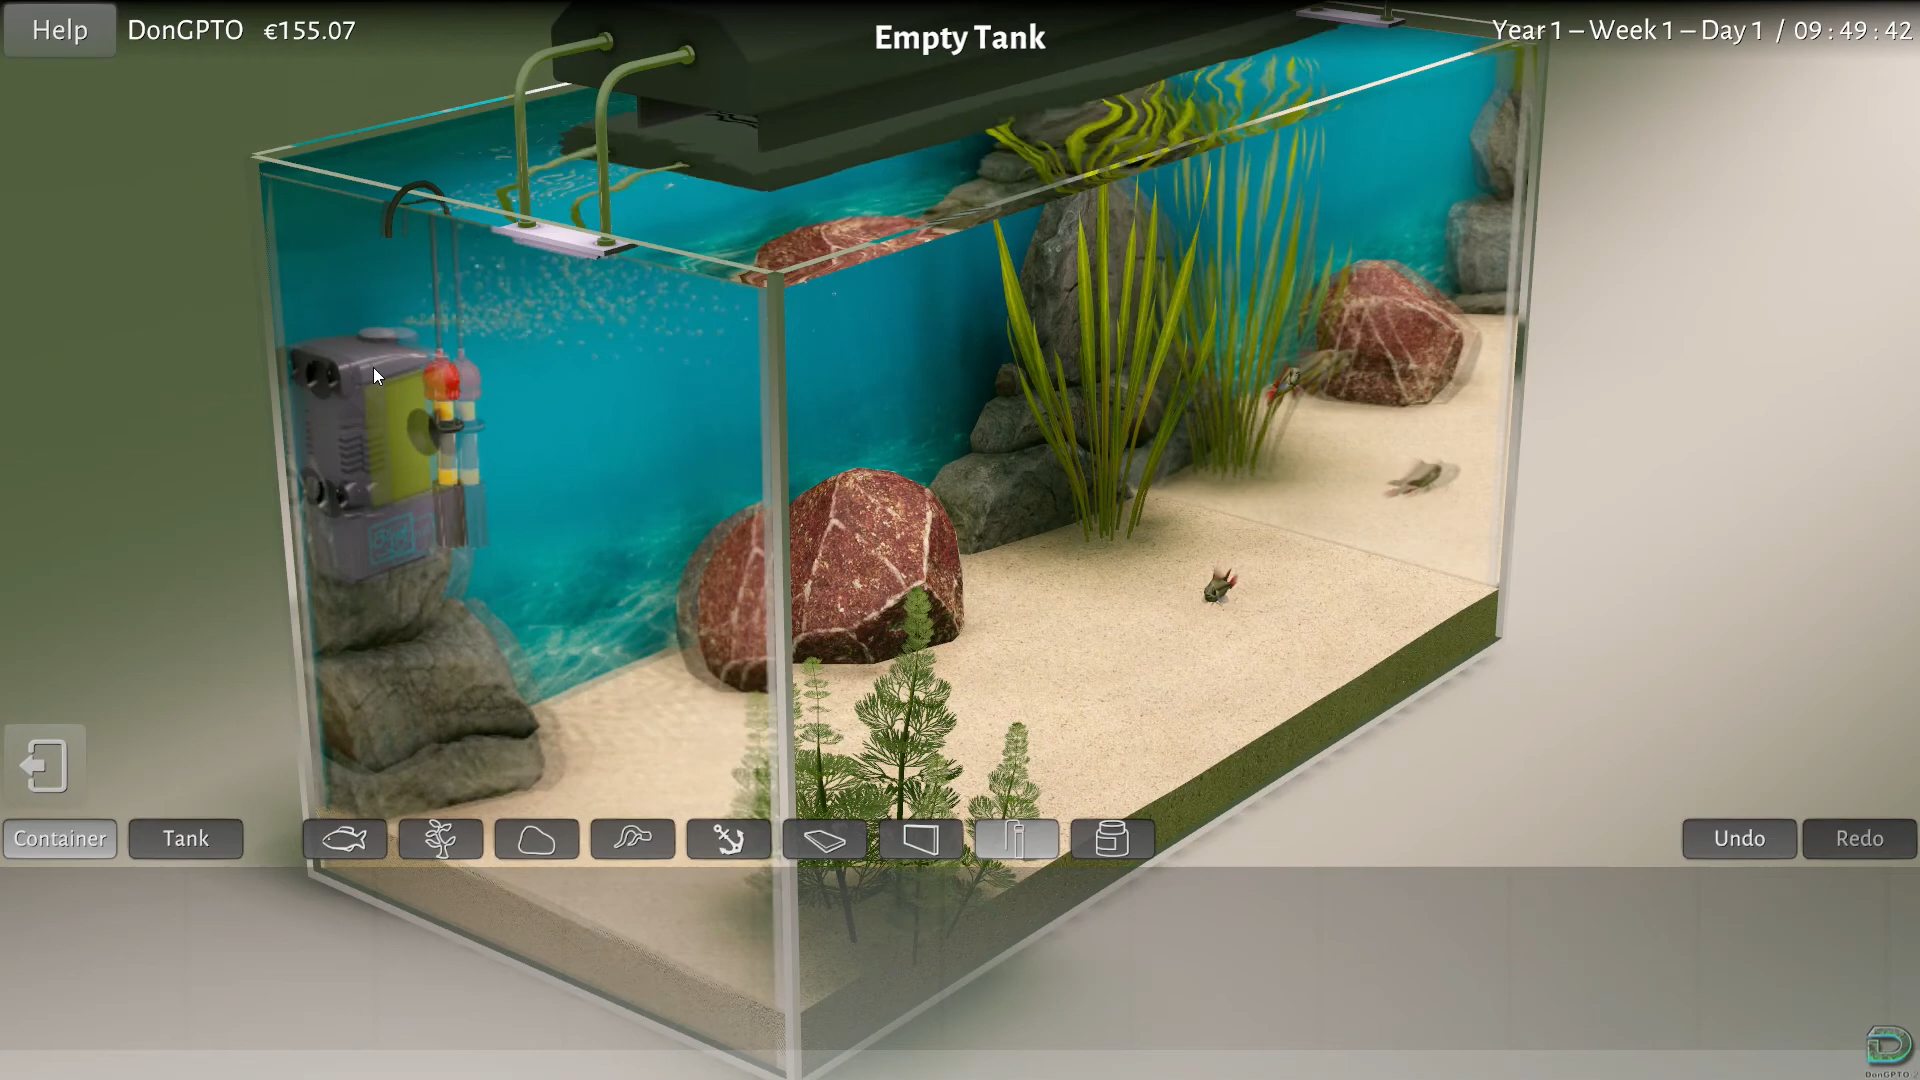 Help
DonGPTO €155.07
Empty Tank
Year 1 – Week 1 – Day 1 / 09:49:42
Container
Tank
Undo
Redo
DonGPTO